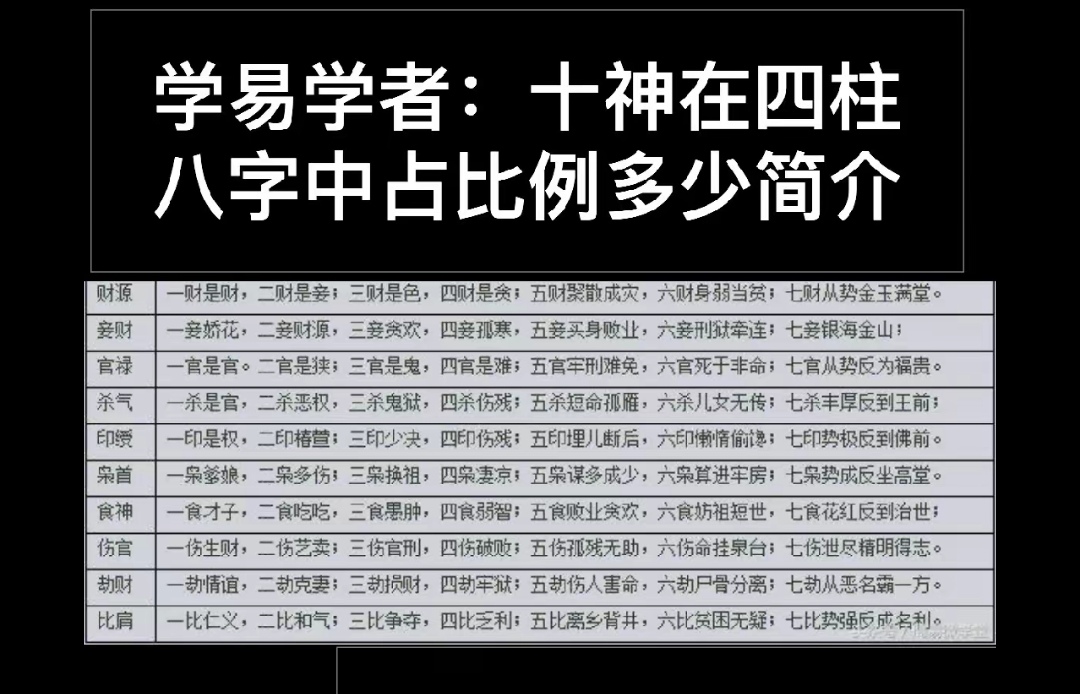 学易学者：十神在四柱
八字中占比例多少简介
财源 一财是财，二财是妾；三财是色，四财是贪；五财聚散成灾，六财身弱当贫；七财从势金玉满堂。
妾财 一妾娇花，二妾财源，三妾贪欢，四妾孤寒，五妾买身败业，六妾刑狱牵连；七妾银海金山；
官禄 一官是官。二官是狭；三官是鬼，四官是难；五官牢刑难免，六官死于非命；七官从势反为福贵。
杀气 一杀是官，二杀恶权，三杀鬼狱，四杀伤残；五杀短命孤雁，六杀儿女无传；七杀丰厚反到王前；
印绶 一印是权，二印椿萱；三印少决，四印伤残；五印埋儿断后，六印懒惰偷谗；七印势极反到佛前。
枭首 一枭爹娘，二枭多伤；三枭换祖，四枭凄凉；五枭谋多成少，六枭算进牢房；七枭势成反坐高堂。
食神 一食才子，二食吃吃，三食愚肿，四食弱智；五食败业贪欢，六食妨祖短世，七食花红反到治世；
伤官 一伤生财，二伤艺卖；三伤官刑，四伤破败；五伤孤残无助，六伤命挂泉台；七伤泄尽精明得志。
劫财 一劫情谊，二劫克妻；三劫损财，四劫牢狱；五劫伤人害命，六劫尸骨分离；七劫从恶名霸一方。
比肩 一比仁义，二比和气；三比争夺，四比乏利；五比离乡背井，六比贫困无疑；七比势强反成名利。